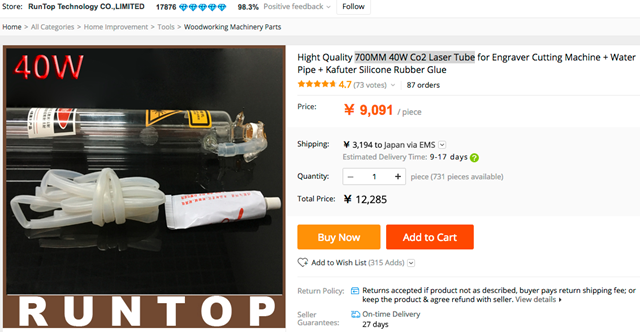 Store: RunTop Technology CO.,LIMITED 17876 98.3% Positive feedback Follow
Home > All Categories > Home Improvement > Tools > Woodworking Machinery Parts
40W
RUNTOP
Hight Quality 700MM 40W Co2 Laser Tube for Engraver Cutting Machine + Water
Pipe + Kafuter Silicone Rubber Glue
4.7 (73 votes) 87 orders
Price: ¥ 9,091 / piece
Shipping: ¥ 3,194 to Japan via EMS
Estimated Delivery Time: 9-17 days ?
Quantity: – 1 + piece (731 pieces available)
Total Price: ¥ 12,285
Buy Now Add to Cart
Add to Wish List (315 Adds)
Return Policy: Returns accepted if product not as described, buyer pays return shipping fee; or
keep the product & agree refund with seller. View details
Seller
Guarantees: On-time Delivery
27 days